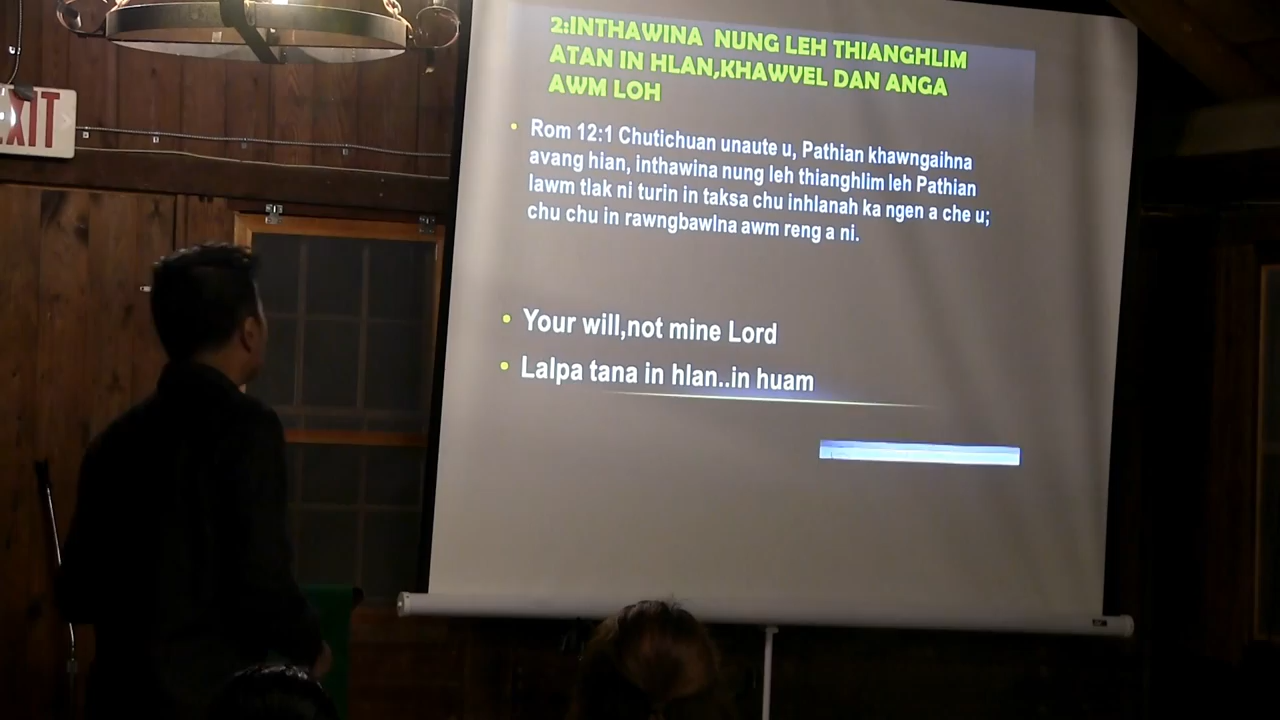 2:INTHAWINA NUNG LEH THIANGHLIM
ATAN IN HLAN,KHAWVEL DAN ANGA
AWM LOH
Rom 12:1 Chutichuan unaute u, Pathian khawngaihna
avang hian, inthawina nung leh thianghlim leh Pathian
lawm tlak ni turin in taksa chu inhlanah ka ngen a che u;
chu chu in rawngbawlna awm reng a ni.
Your will,not mine Lord
Lalpa tana in hlan..in huam
EXIT